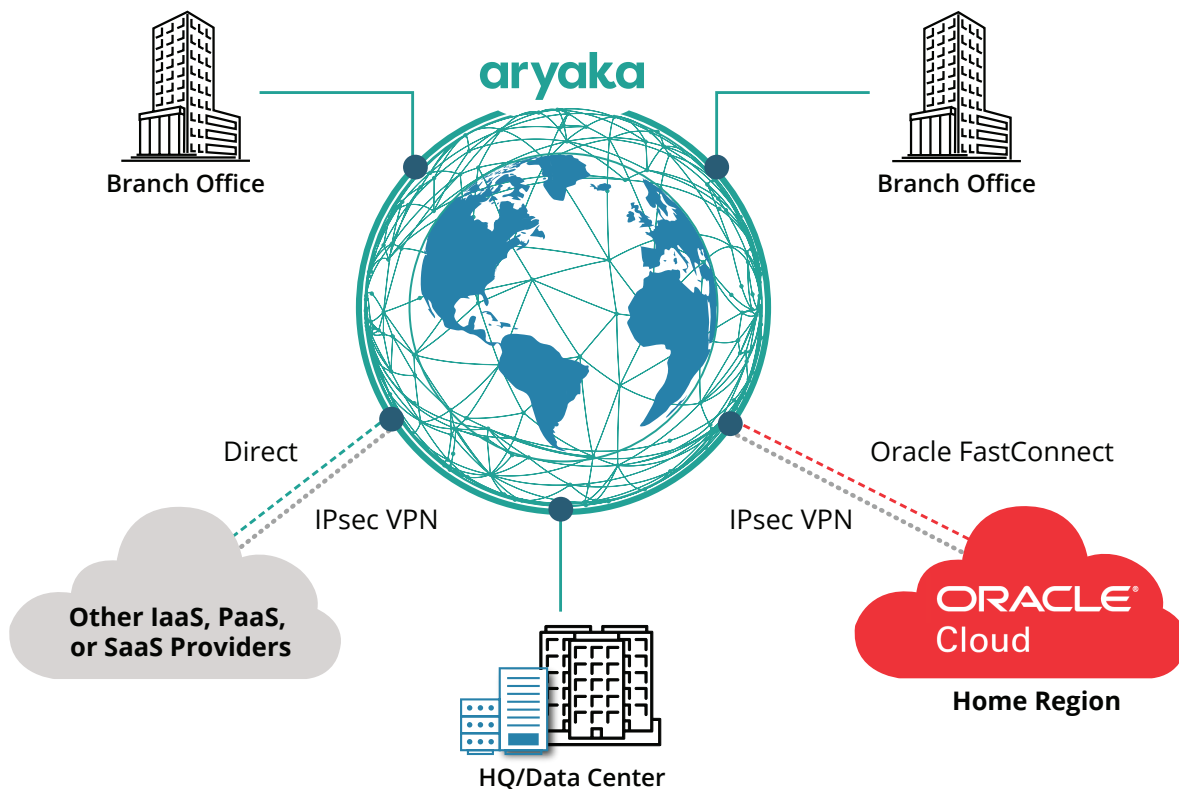 aryaka
Branch Office
Branch Office
Direct
Oracle FastConnect
IPsec VPN
IPsec VPN
Other IaaS, PaaS,
or SaaS Providers
ORACLE®
Cloud
Home Region
HQ/Data Center